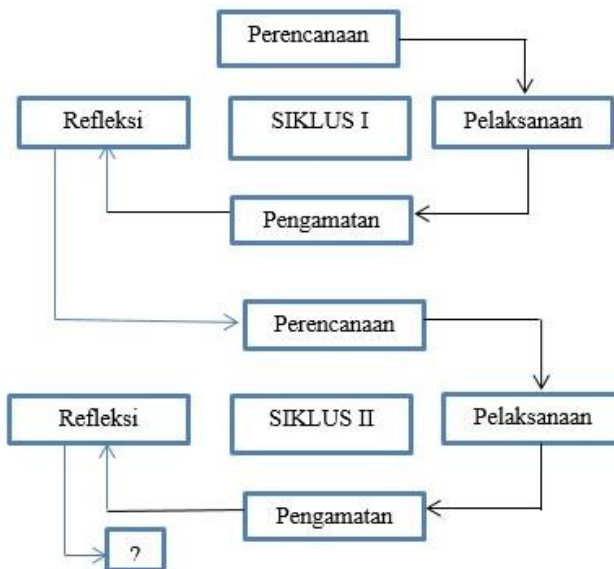 Perencanaan
Refleksi
SIKLUS I
Pelaksanaan
Pengamatan
Perencanaan
Refleksi
SIKLUS II
Pelaksanaan
Pengamatan
?